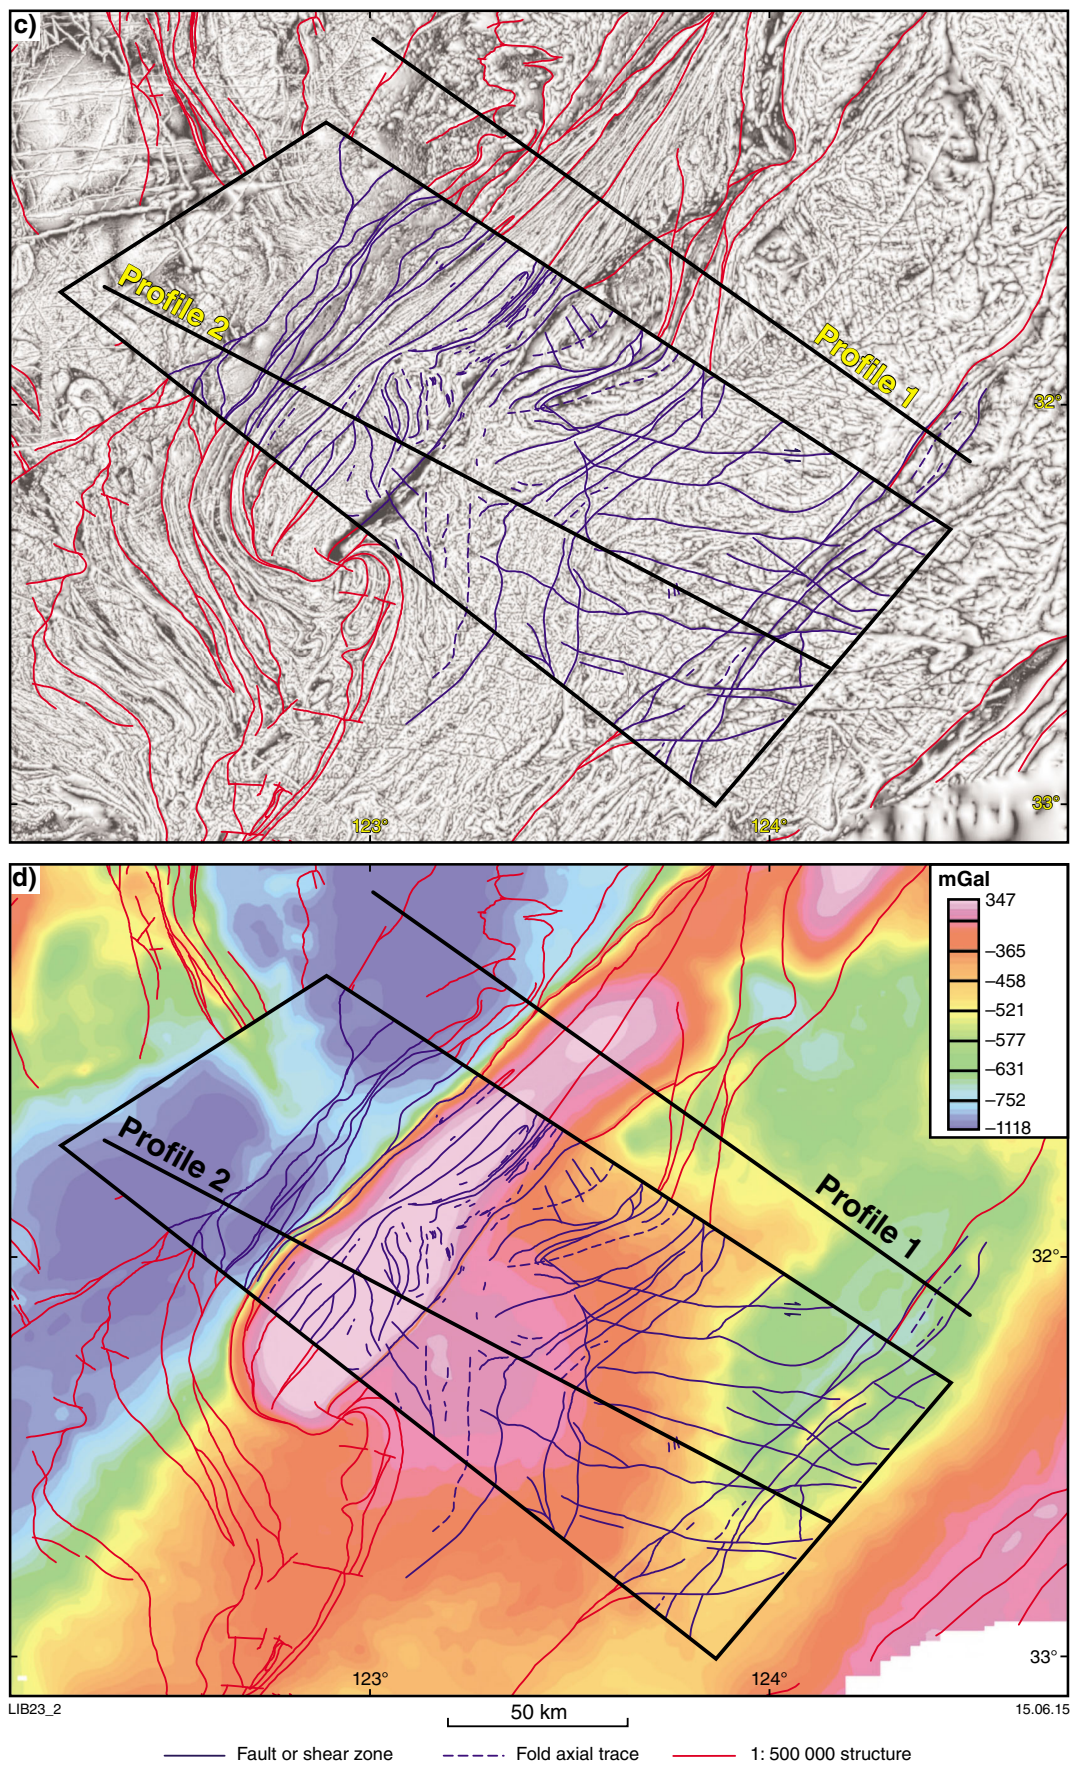 c)
Profile 2
Profile 1
32°
33°
123°
124°
d)
mGal
347
–365
–458
–521
–577
–631
–752
–1118
Profile 2
Profile 1
32°
33°
123°
124°
LIB23_2
50 km
15.06.15
Fault or shear zone
Fold axial trace
1: 500 000 structure